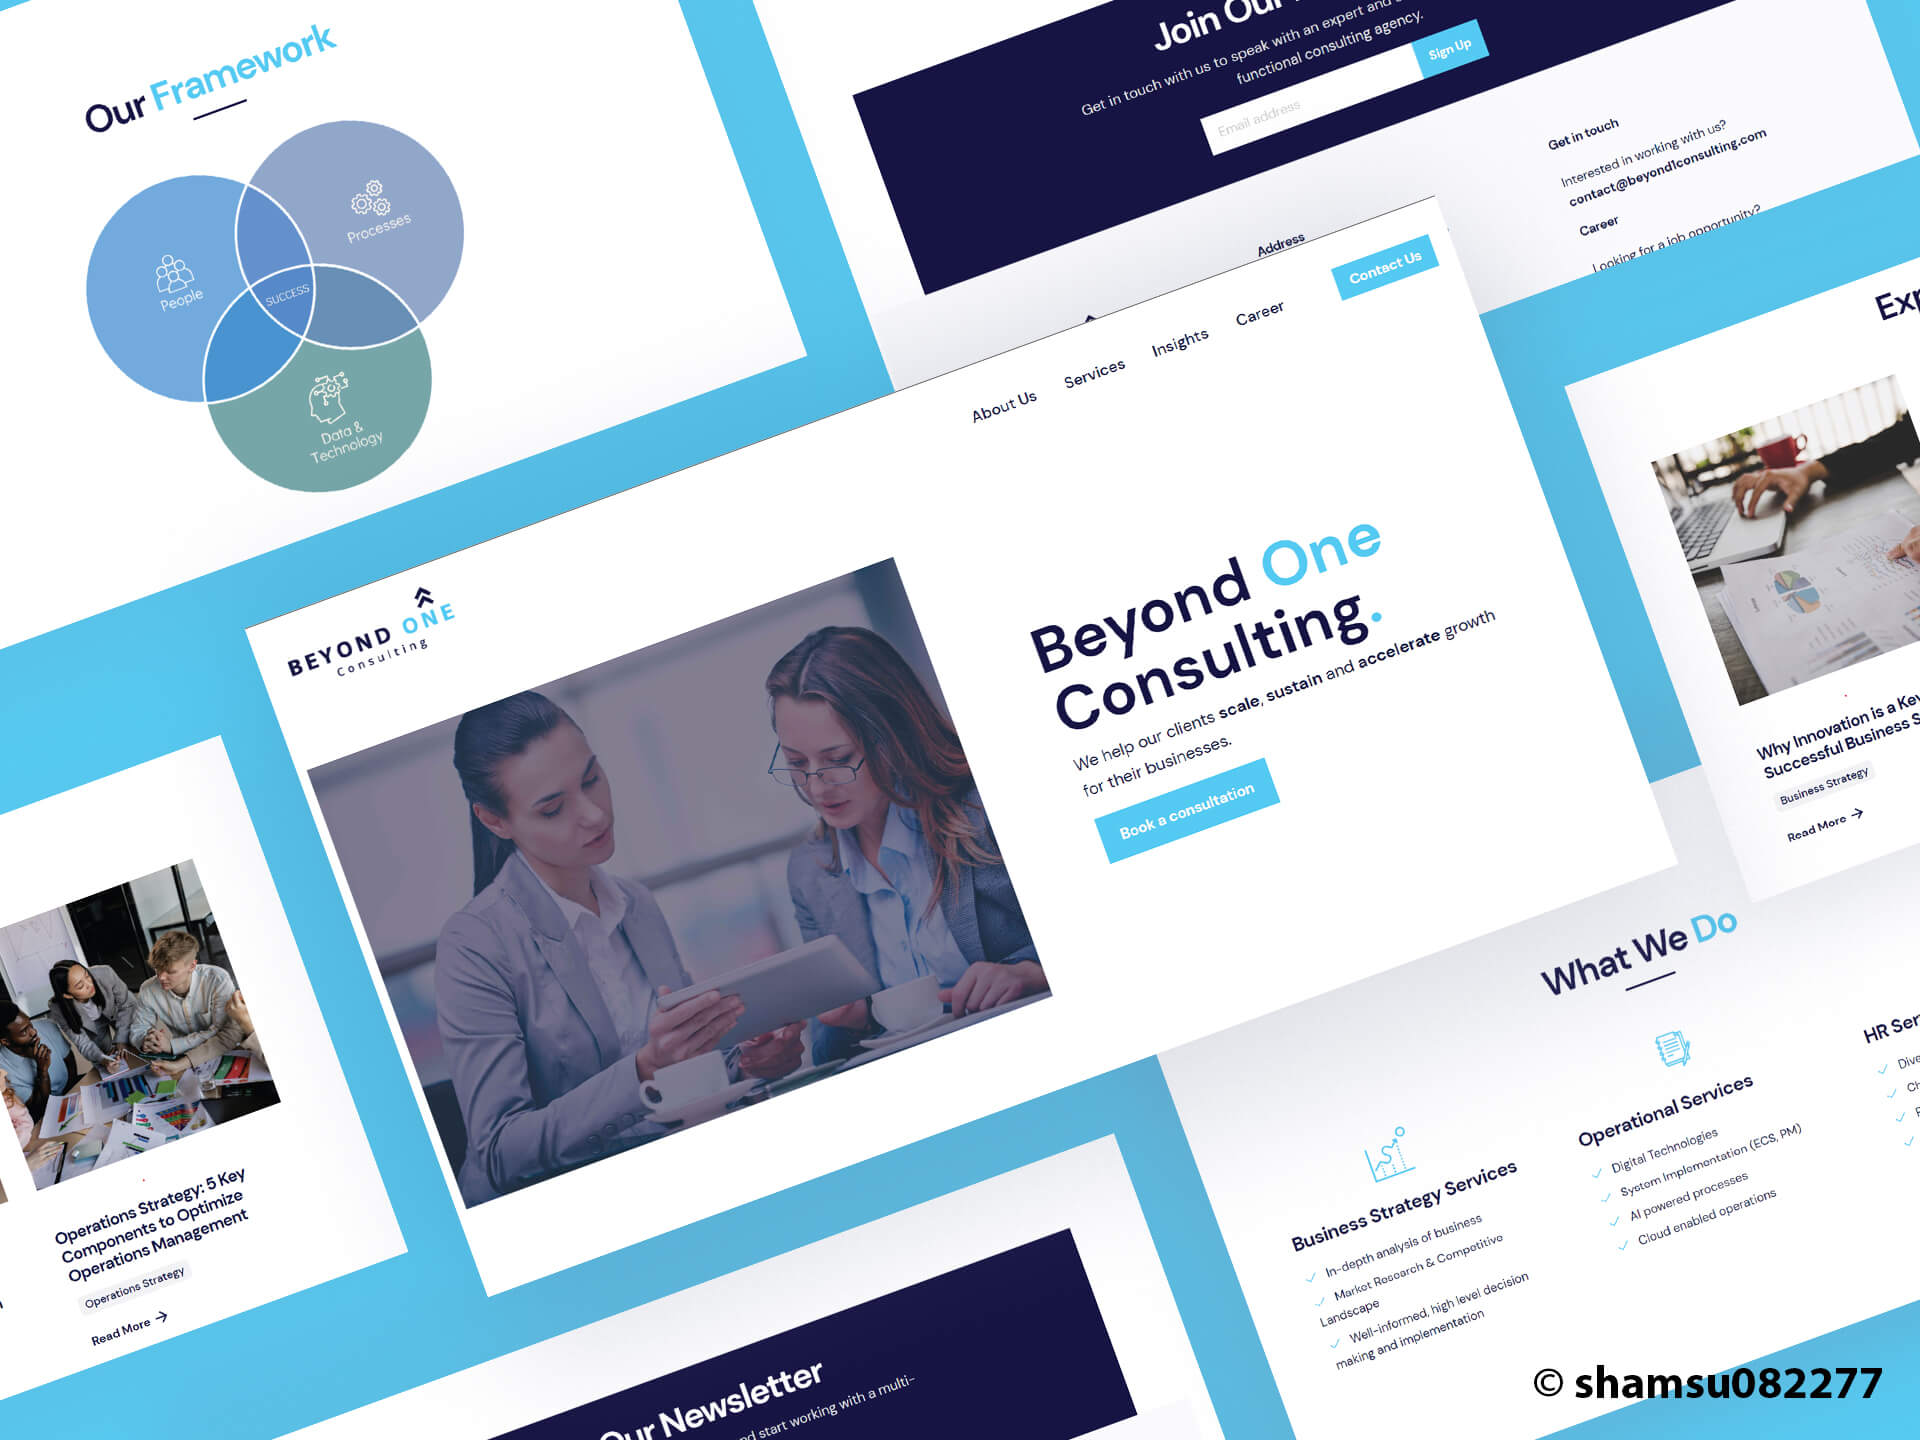 Our Framework
People
Processes
SUCCESS
Data &
Technology
Join Our
Get in touch with us to speak with an expert and
functional consulting agency.
Email address
Sign Up
Get in touch
Interested in working with us?
contact@beyond1consulting.com
Career
Looking for a job opportunity?
Address
About Us
Services
Insights
Career
Contact Us
BEYOND ONE
Consulting
Beyond One
Consulting.
We help our clients scale, sustain and accelerate growth
for their businesses.
Book a consultation
Why Innovation is a Key
Successful Business S
Business Strategy
Read More →
Operations Strategy: 5 Key
Components to Optimize
Operations Management
Operations Strategy
Read More →
What We Do
Business Strategy Services
In-depth analysis of business
Market Research & Competitive
Landscape
Well-informed, high level decision
making and implementation
Operational Services
Digital Technologies
System Implementation (ECS, PM)
AI powered processes
Cloud enabled operations
HR Ser
Dive
Ch
Our Newsletter
nd start working with a multi-
© shamsu082277